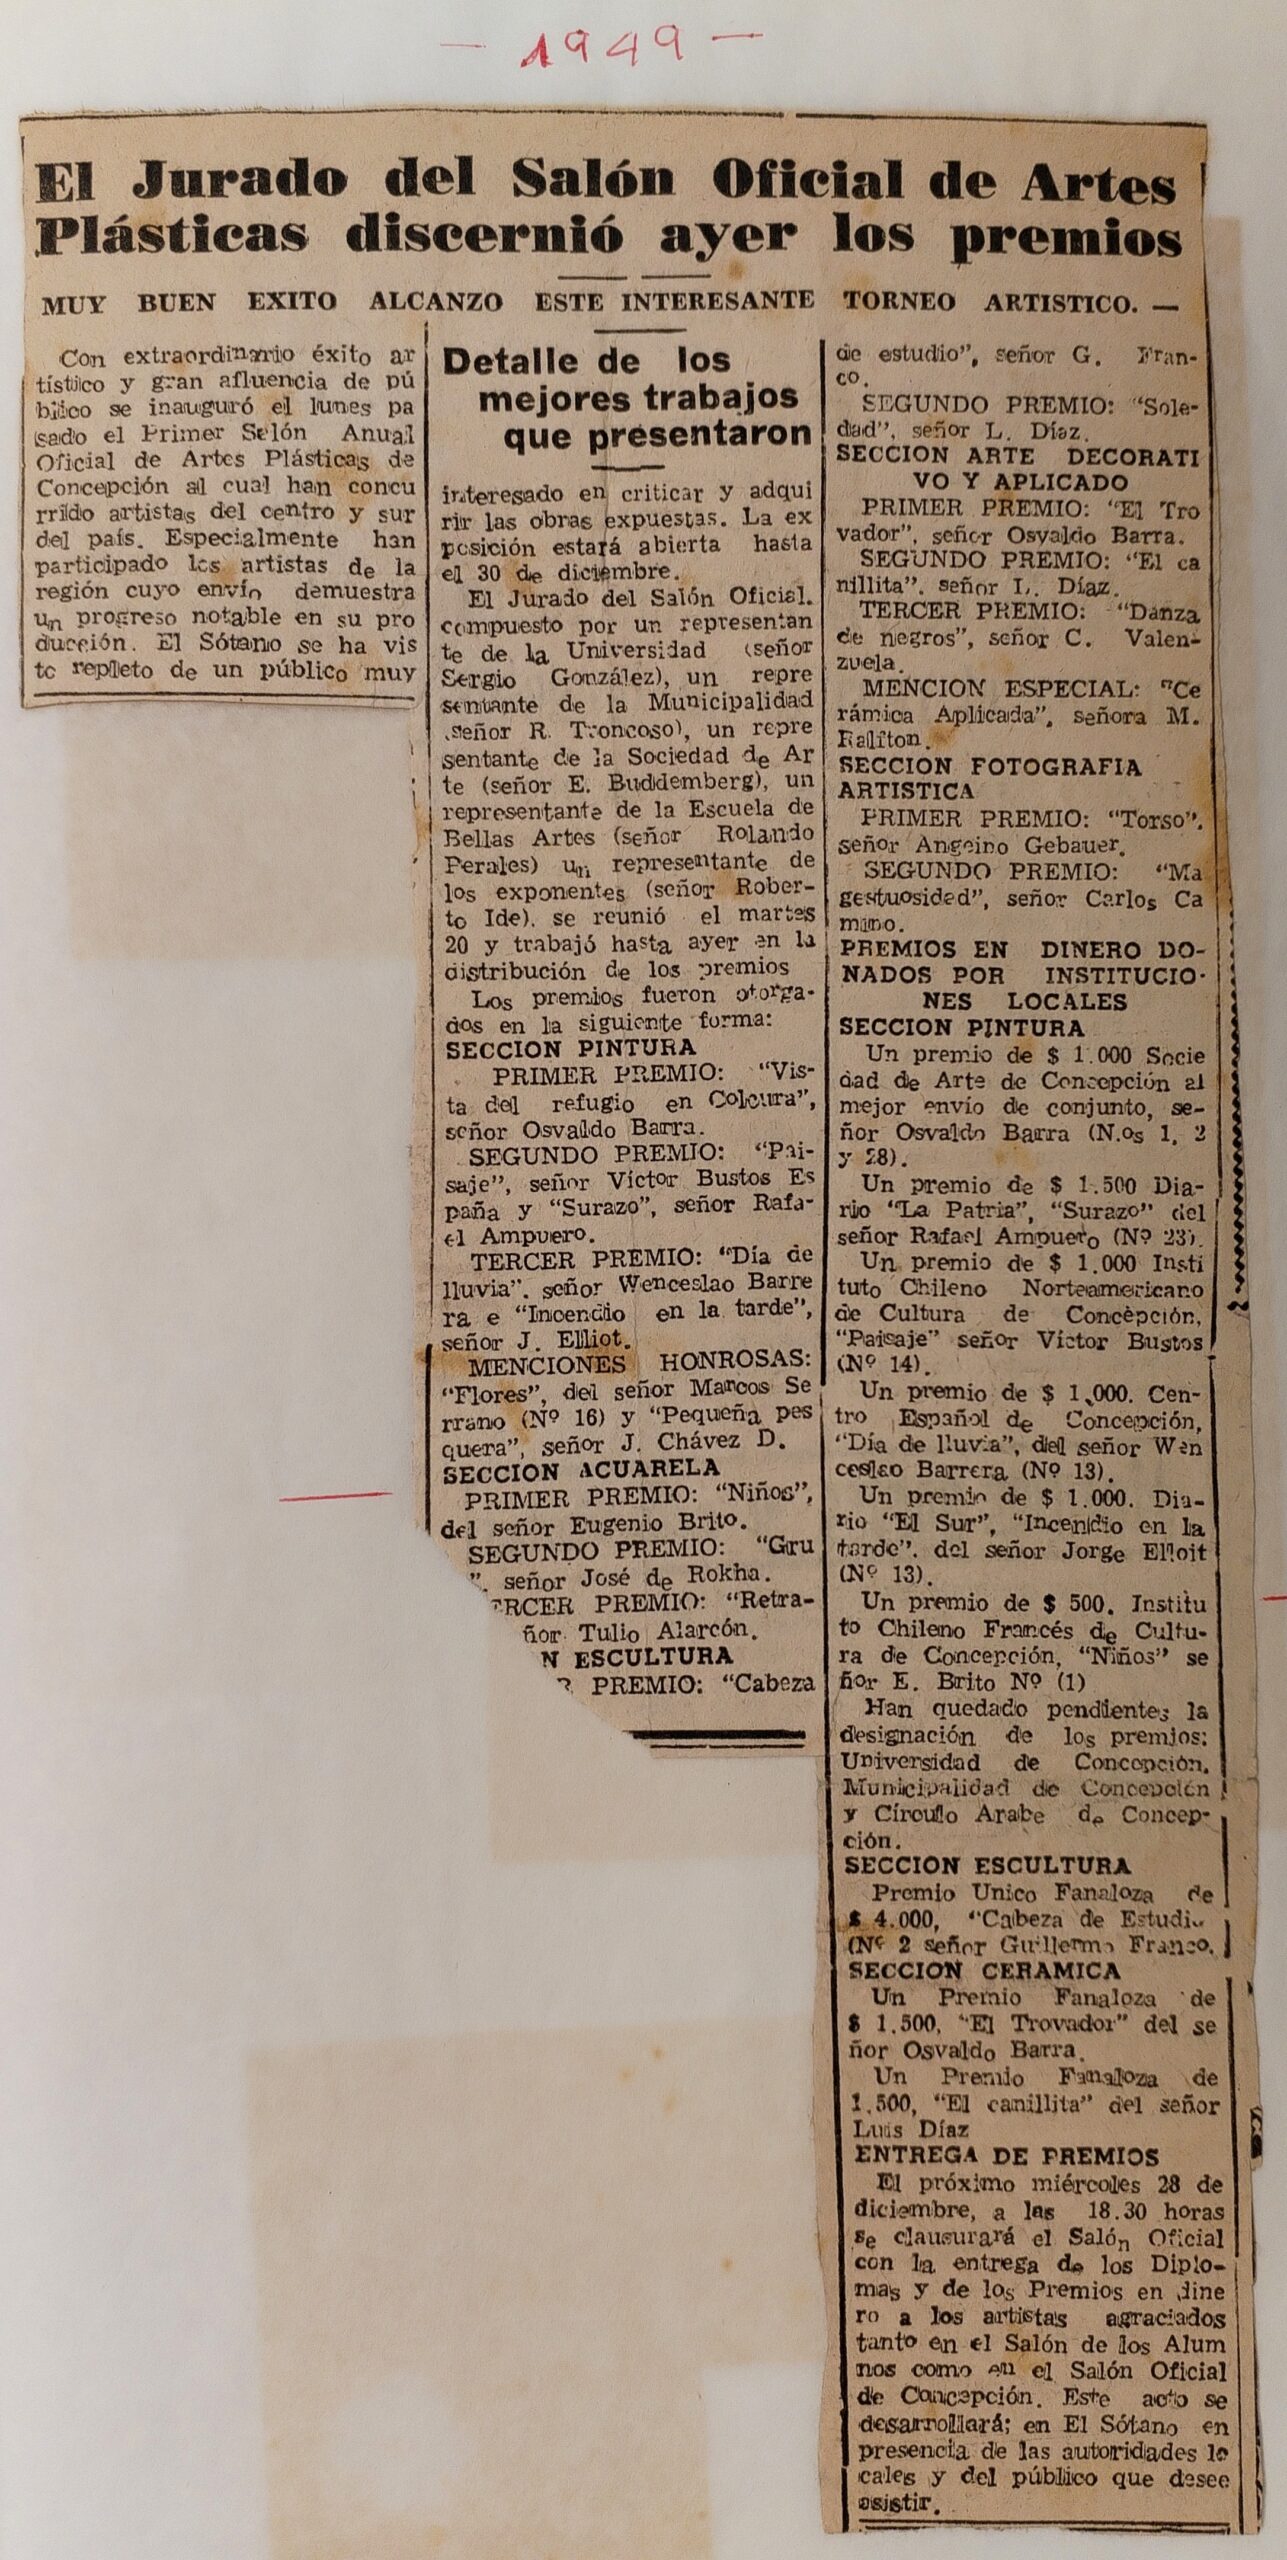 - 1949 -
El Jurado del Salón Oficial de Artes
Plásticas discernió ayer los premios
MUY BUEN EXITO ALCANZO ESTE INTERESANTE TORNEO ARTISTICO. —
Con extraordinario éxito ar
tístico y gran afluencia de pú
blico se inauguró el lunes pa
sado el Primer Selón Anual
Oficial de Artes Plásticas de
Concepción al cual han concu
rrido artistas del centro y sur
del país. Especialmente han
participado los artistas de la
región cuyo envío demuestra
un progreso notable en su pro
ducción. El Sótano se ha vis
to repleto de un público muy
Detalle de los
mejores trabajos
que presentaron
interesado en criticar y adqui
rir las obras expuestas. La ex
posición estará abierta hasta
el 30 de diciembre.
El Jurado del Salón Oficial.
compuesto por un representan
te de la Universidad (señor
Sergio González), un repre
sentante de la Municipalidad
(señor R. Troncoso), un repre
sentante de la Sociedad de Ar
te (señor E. Buddemberg), un
representante de la Escuela de
Bellas Artes (señor Rolando
Perales) un representante de
los exponentes (señor Rober-
to Ide). se reunió el martes
20 y trabajó hasta ayer en la
distribución de los premios
Los premios fueron otorga-
dos en la siguiente forma:
SECCION PINTURA
PRIMER PREMIO: "Vis-
ta del refugio en Colcura",
señor Osvaldo Barra.
SEGUNDO PREMIO: "Pai-
saje", señor Víctor Bustos Es
paña y "Surazo", señor Rafa-
el Ampuero.
TERCER PREMIO: "Día de
lluvia". señor Wenceslao Barre
ra e "Incendio en la tarde",
señor J. Elliot.
MENCIONES HONROSAS:
"Flores", del señor Marcos Se
rrano (Nº 16) y "Pequeña pes
quera", señor J. Chávez D.
SECCION ACUARELA
PRIMER PREMIO: "Niños",
del señor Eugenio Brito.
SEGUNDO PREMIO: "Gru
". señor José de Rokha.
ERCER PREMIO: "Retra-
ñor Tulio Alarcón.
N ESCULTURA
R PREMIO: "Cabeza
de estudio", señor G. Fran-
co.
SEGUNDO PREMIO: "Sole-
dad", señor L. Díaz.
SECCION ARTE DECORATI
VO Y APLICADO
PRIMER PREMIO: "El Tro
vador", señor Osvaldo Barra.
SEGUNDO PREMIO: "El ca
nillita". señor L. Díaz.
TERCER PREMIO: "Danza
de negros", señor C. Valen-
zuela.
MENCION ESPECIAL: "Ce
rámica Aplicada", señora M.
Ralfton.
SECCION FOTOGRAFIA
ARTISTICA
PRIMER PREMIO: "Torso".
señor Angeino Gebauer.
SEGUNDO PREMIO: "Ma
gestuosidad", señor Carlos Ca
mino.
PREMIOS EN DINERO DO-
NADOS POR INSTITUCIO-
NES LOCALES
SECCION PINTURA
Un premio de $ 1.000 Socie
dad de Arte de Concepción al
mejor envío de conjunto, se-
ñor Osvaldo Barra (N.os 1, 2
y 28).
Un premio de $ 1.500 Dia-
rio "La Patria", "Surazo" del
señor Rafael Ampuero (Nº 23).
Un premio de $ 1.000 Insti
tuto Chileno Norteamericano
de Cultura de Concepción,
"Paisaje" señor Víctor Bustos
(Nº 14).
Un premio de $ 1.000. Cen-
tro Español de Concepción,
"Día de lluvia", del señor Wen
ceslao Barrera (Nº 13).
Un premio de $ 1.000. Dia-
rio "El Sur", "Incendio en la
tarde". del señor Jorge Elloit
(Nº 13).
Un premio de $ 500. Institu
to Chileno Francés de Cultu-
ra de Concepción, "Niños" se
ñor E. Brito Nº (1)
Han quedado pendientes la
designación de los premios:
Universidad de Concepción.
Municipalidad de Concepción
y Círcullo Arabe de Concep-
ción.
SECCION ESCULTURA
Premio Unico Fanaloza de
$ 4.000, "Cabeza de Estudio
(Nº 2 señor Guillermo Franco.
SECCION CERAMICA
Un Premio Fanaloza de
$ 1.500, "El Trovador" del se
ñor Osvaldo Barra.
Un Premio Fanaloza de
1.500, "El canillita" del señor
Luis Díaz
ENTREGA DE PREMIOS
El próximo miércoles 28 de
diciembre, a las 18.30 horas
se clausurará el Salón Oficial
con la entrega de los Diplo-
mas y de los Premios en dine
ro a los artistas agraciados
tanto en el Salón de los Alum
nos como en el Salón Oficial
de Concepción. Este acto se
desarrolllará; en El Sótano en
presencia de las autoridades lo
cales y del público que desee
asistir.